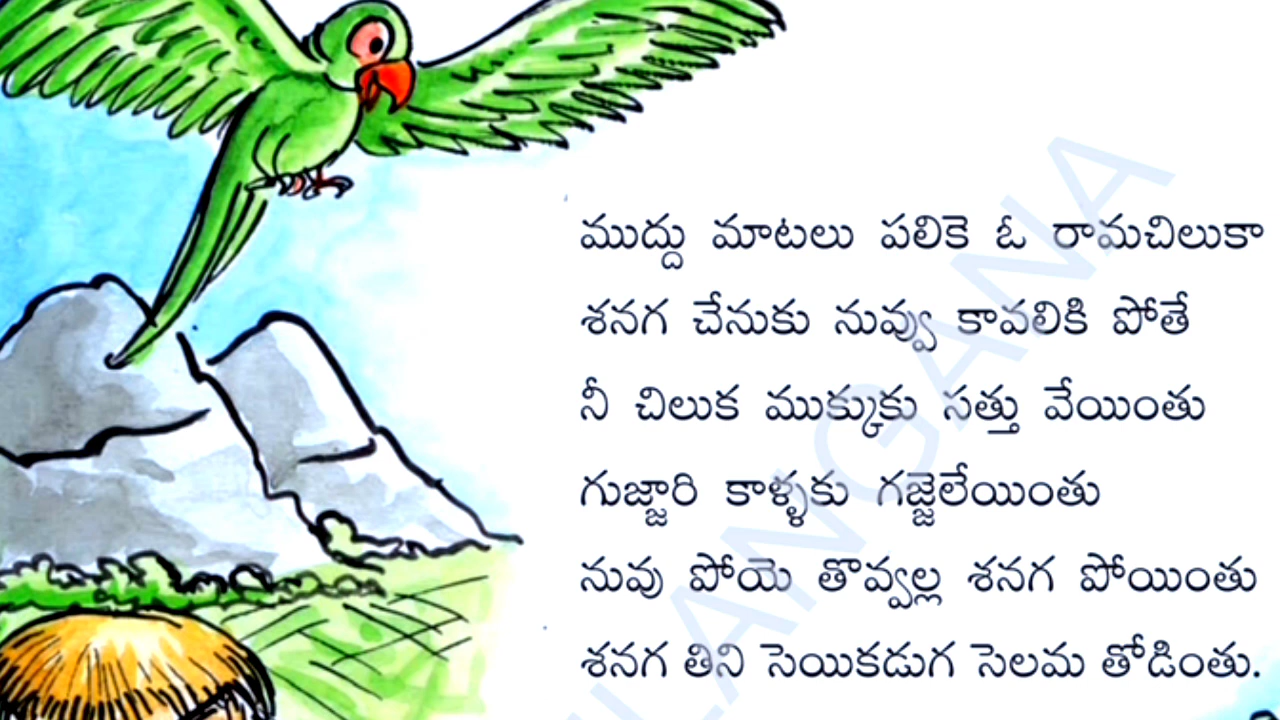 ముద్దు మాటలు పలికె ఓ రామచిలుకా
శనగ చేనుకు నువ్వు కావలికి పోతే
నీ చిలుక ముక్కుకు సత్తు వేయింతు
గుజ్జారి కాళ్ళకు గజ్జెలేయింతు
నువు పోయె తొవ్వల్ల శనగ పోయింతు
శనగ తిని సెయికడుగ సెలమ తోడింతు.